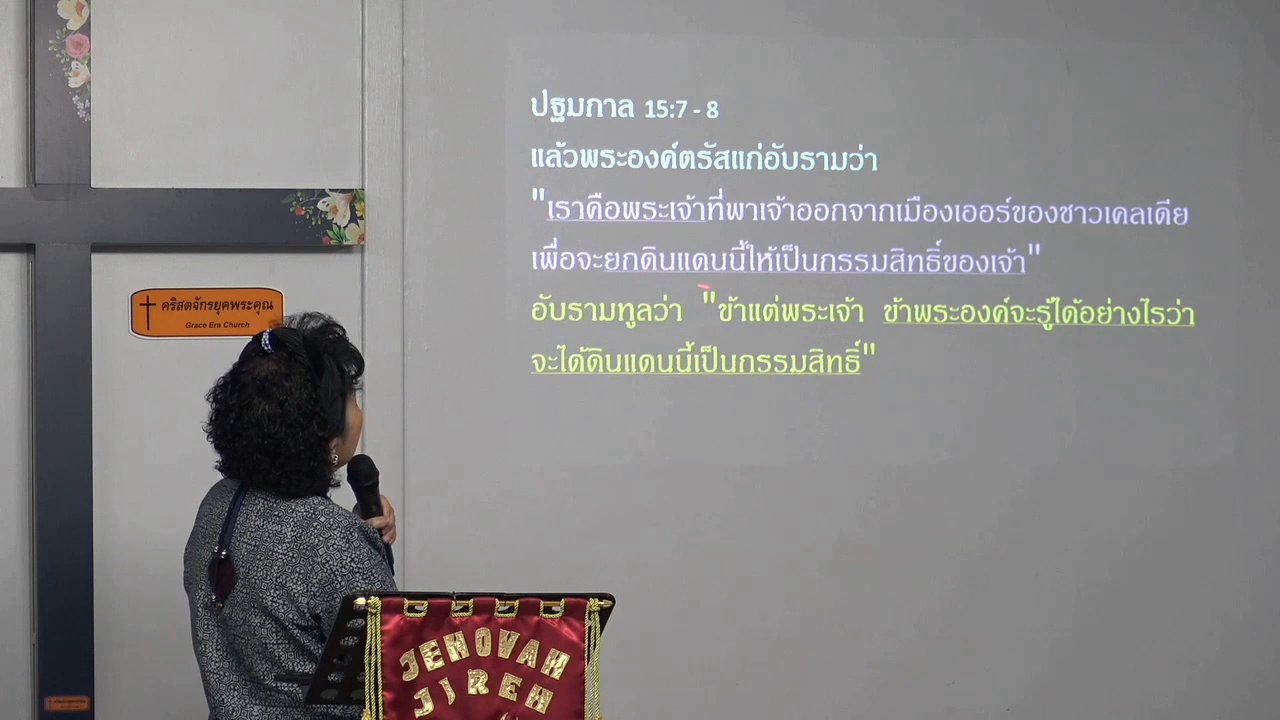 ปฐมกาล 15:7 - 8
แล้วพระองค์ตรัสแก่อับรามว่า
"เราคือพระเจ้าที่พาเจ้าออกจากเมืองเออร์ของชาวเคลเดีย
เพื่อจะยกดินแดนนี้ให้เป็นกรรมสิทธิ์ของเจ้า"
อับรามทูลว่า "ข้าแต่พระเจ้า ข้าพระองค์จะรู้ได้อย่างไรว่า
จะได้ดินแดนนี้เป็นกรรมสิทธิ์"
คริสตจักรยุคพระคุณ
Grace Era Church
JEHOVAH
JIREH